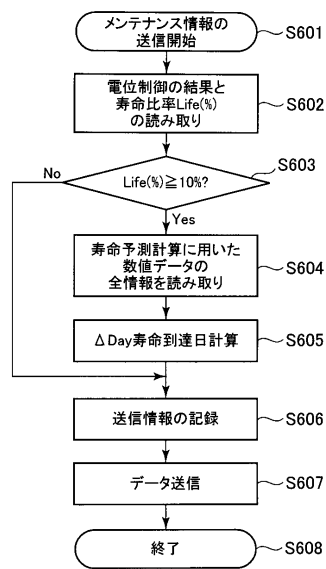 メンテナンス情報の
送信開始
S601
電位制御の結果と
寿命比率Life(%)
の読み取り
S602
Life(%)≧10%?
S603
No
Yes
寿命予測計算に用いた
数値データの
全情報を読み取り
S604
ΔDay寿命到達日計算
S605
送信情報の記録
S606
データ送信
S607
終了
S608